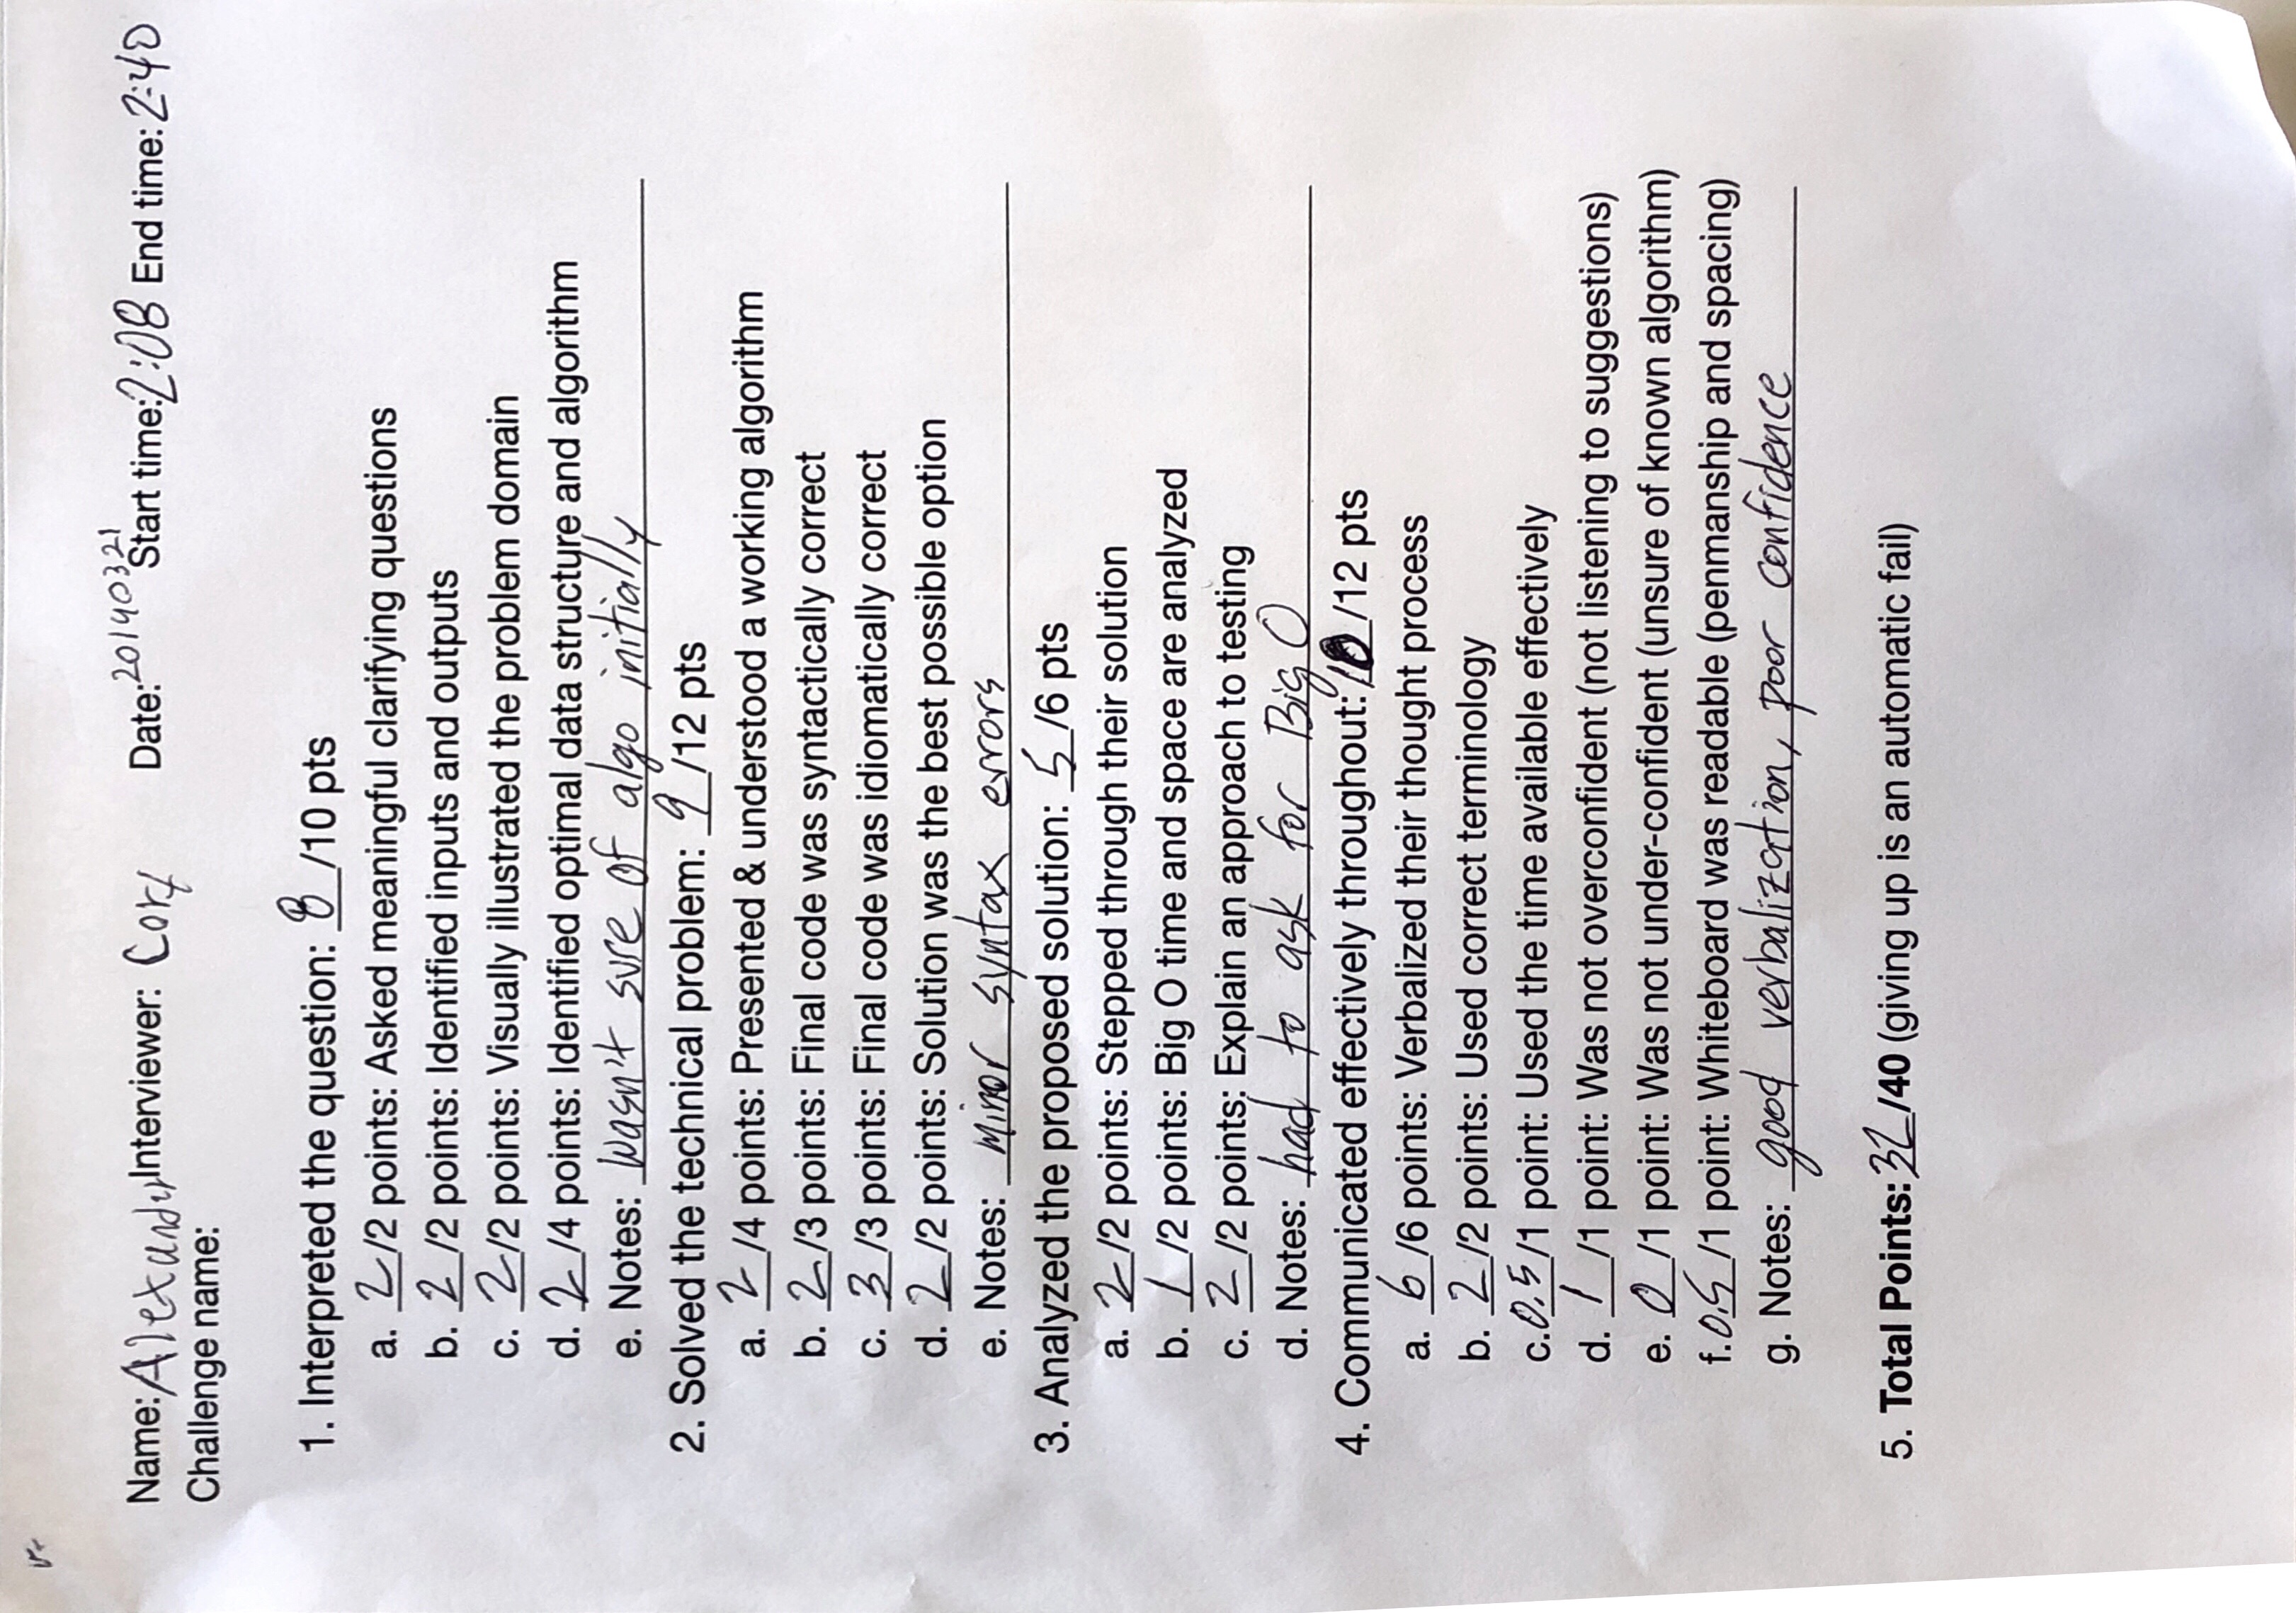 Name: Alexander Interviewer: Cory Date: 20190321 Start time: 2:08 End time: 2:40
Challenge name:
1. Interpreted the question: 8/10 pts
a. 2/2 points: Asked meaningful clarifying questions
b. 2/2 points: Identified inputs and outputs
c. 2/2 points: Visually illustrated the problem domain
d. 2/4 points: Identified optimal data structure and algorithm
e. Notes: wasn't sure of algo initially
2. Solved the technical problem: 9/12 pts
a. 2/4 points: Presented & understood a working algorithm
b. 2/3 points: Final code was syntactically correct
c. 3/3 points: Final code was idiomatically correct
d. 2/2 points: Solution was the best possible option
e. Notes: minor syntax errors
3. Analyzed the proposed solution: 5/6 pts
a. 2/2 points: Stepped through their solution
b. 1/2 points: Big O time and space are analyzed
c. 2/2 points: Explain an approach to testing
d. Notes: had to ask for Big O
4. Communicated effectively throughout: 10/12 pts
a. 6/6 points: Verbalized their thought process
b. 2/2 points: Used correct terminology
c. 0.5/1 point: Used the time available effectively
d. 1/1 point: Was not overconfident (not listening to suggestions)
e. 0/1 point: Was not under-confident (unsure of known algorithm)
f. 0.5/1 point: Whiteboard was readable (penmanship and spacing)
g. Notes: good verbalization, poor confidence
5. Total Points: 32/40 (giving up is an automatic fail)